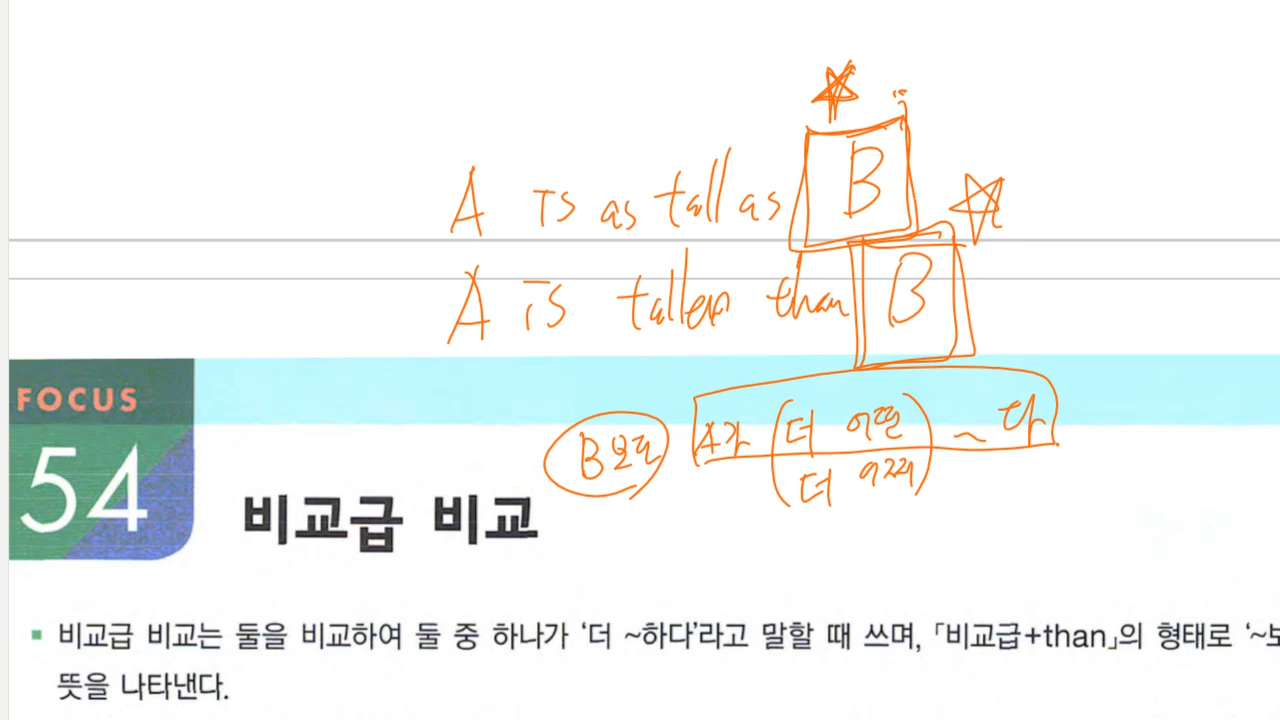 A is as tall as B
A is taller than B
B보다 A가 (더 어떤) ~ 다
더 어찌
FOCUS
54
비교급 비교
▪ 비교급 비교는 둘을 비교하여 둘 중 하나가 ‘더 ~하다’라고 말할 때 쓰며, 「비교급+than」의 형태로 ‘~보
뜻을 나타낸다.